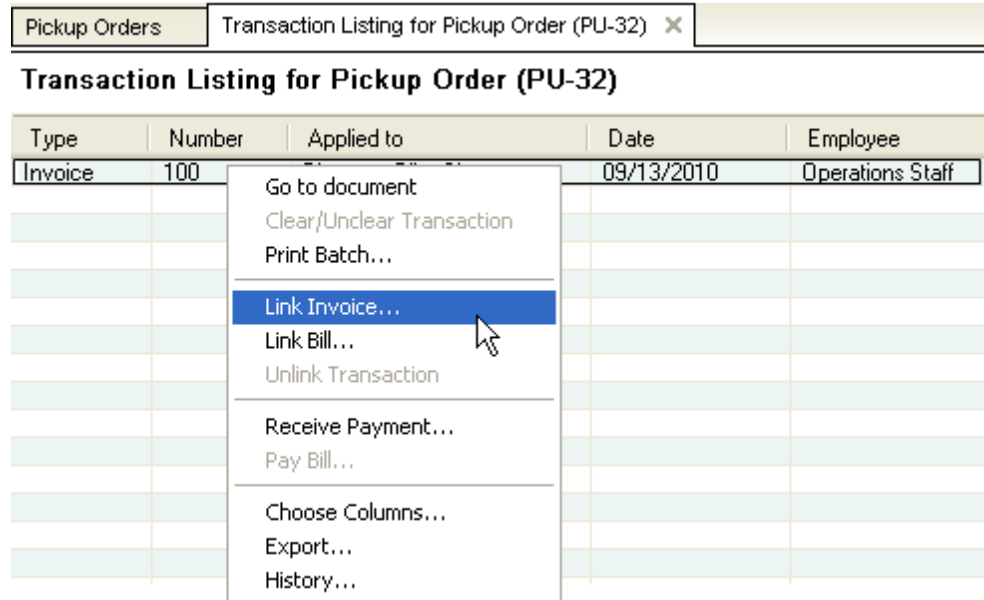 Pickup Orders Transaction Listing for Pickup Order (PU-32)
Transaction Listing for Pickup Order (PU-32)
Type Number Applied to Date Employee
Invoice 100 09/13/2010 Operations Staff
Go to document
Clear/Unclear Transaction
Print Batch...
Link Invoice...
Link Bill...
Unlink Transaction
Receive Payment...
Pay Bill...
Choose Columns...
Export...
History...